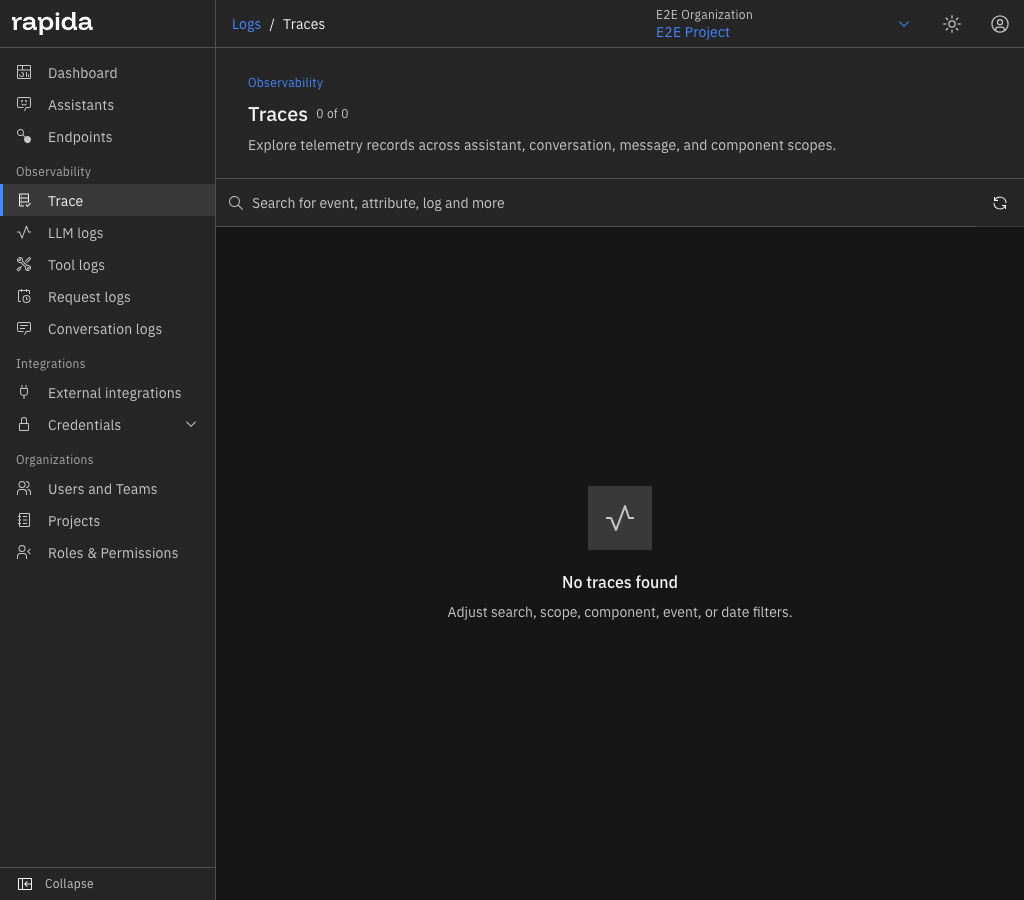 rapida
Logs / Traces
E2E Organization
E2E Project
Dashboard
Assistants
Endpoints
Observability
Trace
LLM logs
Tool logs
Request logs
Conversation logs
Integrations
External integrations
Credentials
Organizations
Users and Teams
Projects
Roles & Permissions
Collapse
Observability
Traces 0 of 0
Explore telemetry records across assistant, conversation, message, and component scopes.
Search for event, attribute, log and more
No traces found
Adjust search, scope, component, event, or date filters.